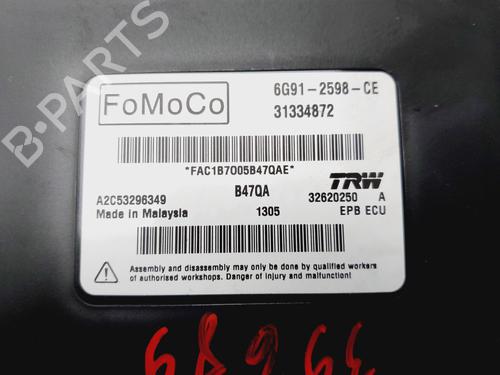 FoMoCo
6G91-2598-CE
31334872
*FAC1B7005B47QAE*
A2C53296349
B47QA
TRW
32620250 A
Made in Malaysia
1305
EPB ECU
Assembly and disassembly may only be done by qualified workers
of authorised workshops. Danger of injury and malfunction!
39689